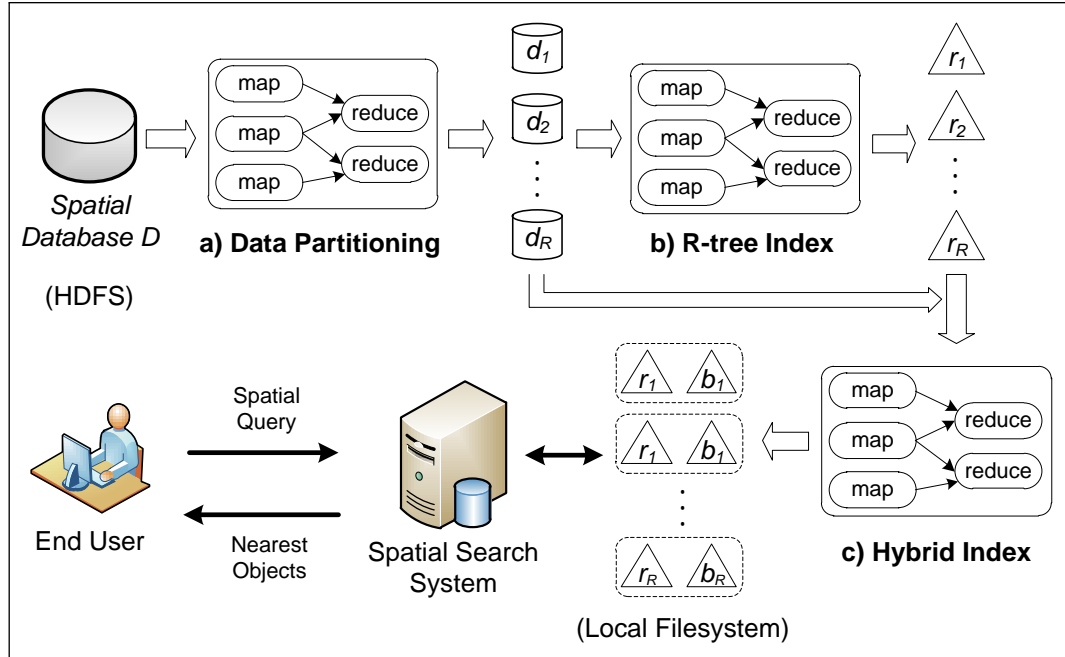 Spatial
Database D
(HDFS)
map
map
map
reduce
reduce
a) Data Partitioning
d1
d2
dR
map
map
map
reduce
reduce
b) R-tree Index
r1
r2
rR
map
map
map
reduce
reduce
c) Hybrid Index
r1 b1
r1 b1
rR bR
(Local Filesystem)
Spatial Search
System
Spatial
Query
Nearest
Objects
End User